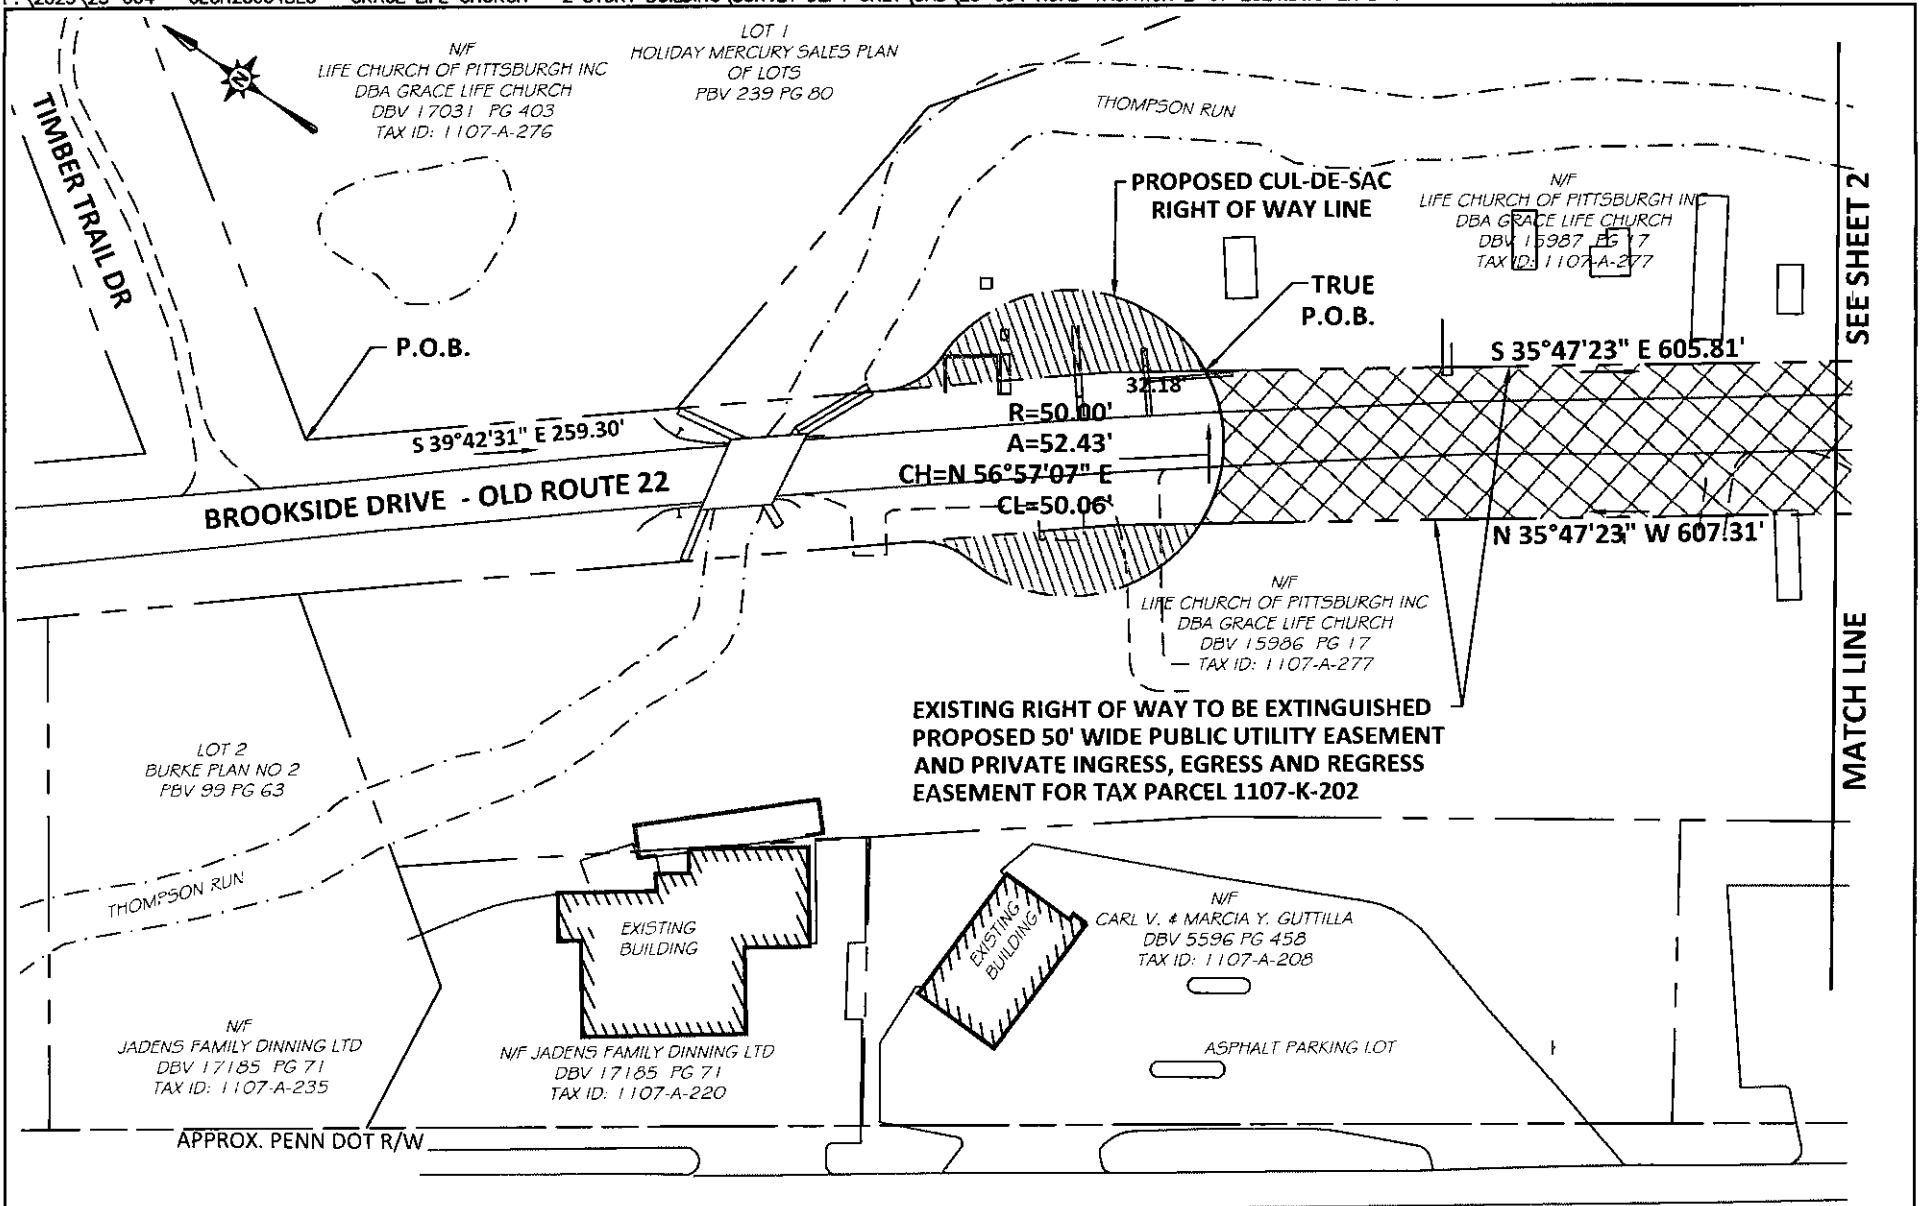 N
N/F
LIFE CHURCH OF PITTSBURGH INC
DBA GRACE LIFE CHURCH
DBV 17031 PG 403
TAX ID: 1107-A-276
LOT 1
HOLIDAY MERCURY SALES PLAN
OF LOTS
PBV 239 PG 80
THOMPSON RUN
TIMBER TRAIL DR
PROPOSED CUL-DE-SAC
RIGHT OF WAY LINE
N/F
LIFE CHURCH OF PITTSBURGH INC
DBA GRACE LIFE CHURCH
DBV 15987 PG 17
TAX ID: 1107-A-277
SEE SHEET 2
TRUE
P.O.B.
P.O.B.
S 35°47'23" E 605.81'
32.18'
S 39°42'31" E 259.30'
R=50.00'
A=52.43'
CH=N 56°57'07" E
CL=50.06'
BROOKSIDE DRIVE - OLD ROUTE 22
N 35°47'23" W 607.31'
N/F
LIFE CHURCH OF PITTSBURGH INC
DBA GRACE LIFE CHURCH
DBV 15986 PG 17
TAX ID: 1107-A-277
MATCH LINE
EXISTING RIGHT OF WAY TO BE EXTINGUISHED
PROPOSED 50' WIDE PUBLIC UTILITY EASEMENT
AND PRIVATE INGRESS, EGRESS AND REGRESS
EASEMENT FOR TAX PARCEL 1107-K-202
LOT 2
BURKE PLAN NO 2
PBV 99 PG 63
THOMPSON RUN
EXISTING
BUILDING
EXISTING
BUILDING
N/F
CARL V. & MARCIA Y. GUTTILLA
DBV 5596 PG 458
TAX ID: 1107-A-208
N/F
JADENS FAMILY DINNING LTD
DBV 17185 PG 71
TAX ID: 1107-A-235
N/F JADENS FAMILY DINNING LTD
DBV 17185 PG 71
TAX ID: 1107-A-220
ASPHALT PARKING LOT
APPROX. PENN DOT R/W